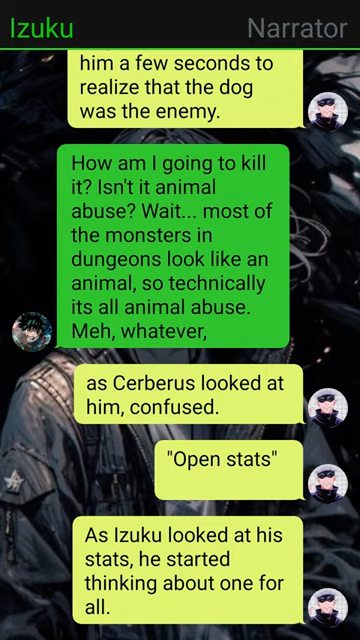 Izuku
Narrator
him a few seconds to
realize that the dog
was the enemy.
How am I going to kill
it? Isn't it animal
abuse? Wait... most of
the monsters in
dungeons look like an
animal, so technically
its all animal abuse.
Meh, whatever,
as Cerberus looked at
him, confused.
"Open stats"
As Izuku looked at his
stats, he started
thinking about one for
all.